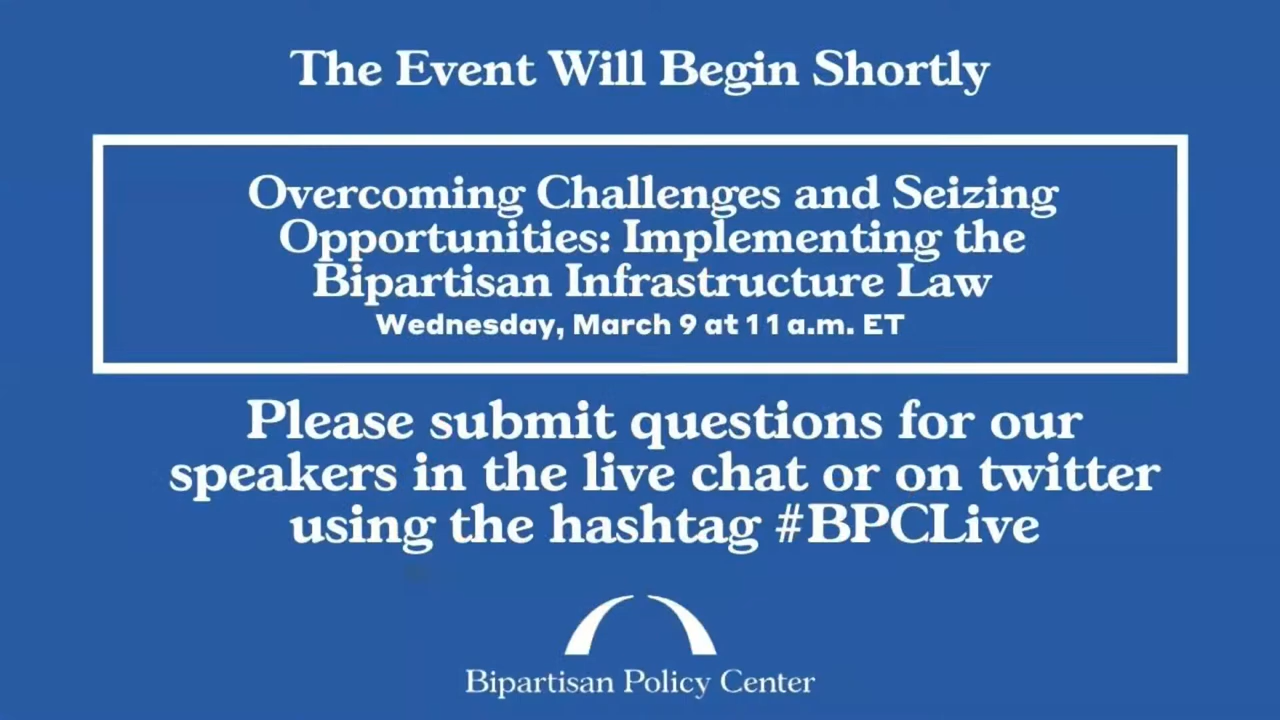 The Event Will Begin Shortly
Overcoming Challenges and Seizing
Opportunities: Implementing the
Bipartisan Infrastructure Law
Wednesday, March 9 at 11 a.m. ET
Please submit questions for our
speakers in the live chat or on twitter
using the hashtag #BPCLive
Bipartisan Policy Center